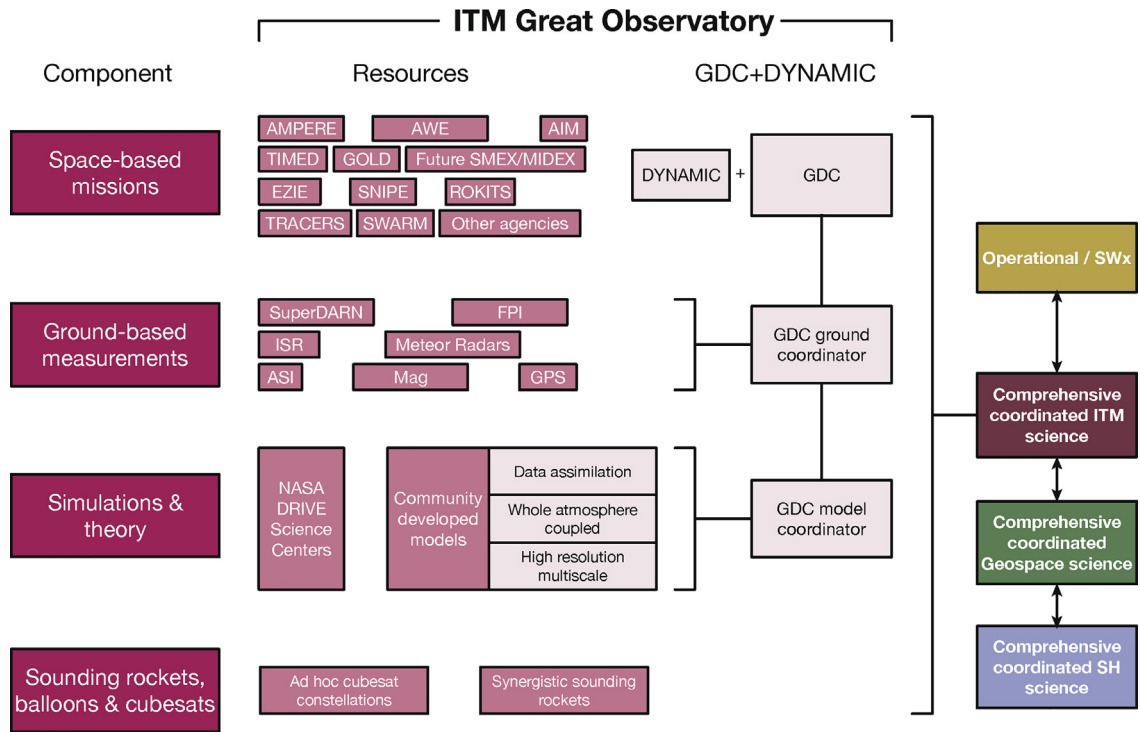 ITM Great Observatory
Component
Resources
GDC+DYNAMIC
Space-based
missions
AMPERE
AWE
AIM
TIMED
GOLD
Future SMEX/MIDEX
EZIE
SNIPE
ROKITS
TRACERS
SWARM
Other agencies
DYNAMIC
+
GDC
Ground-based
measurements
SuperDARN
FPI
ISR
Meteor Radars
ASI
Mag
GPS
GDC ground
coordinator
Simulations &
theory
NASA
DRIVE
Science
Centers
Community
developed
models
Data assimilation
Whole atmosphere
coupled
High resolution
multiscale
GDC model
coordinator
Sounding rockets,
balloons & cubesats
Ad hoc cubesat
constellations
Synergistic sounding
rockets
Operational / SWx
Comprehensive
coordinated ITM
science
Comprehensive
coordinated
Geospace science
Comprehensive
coordinated SH
science